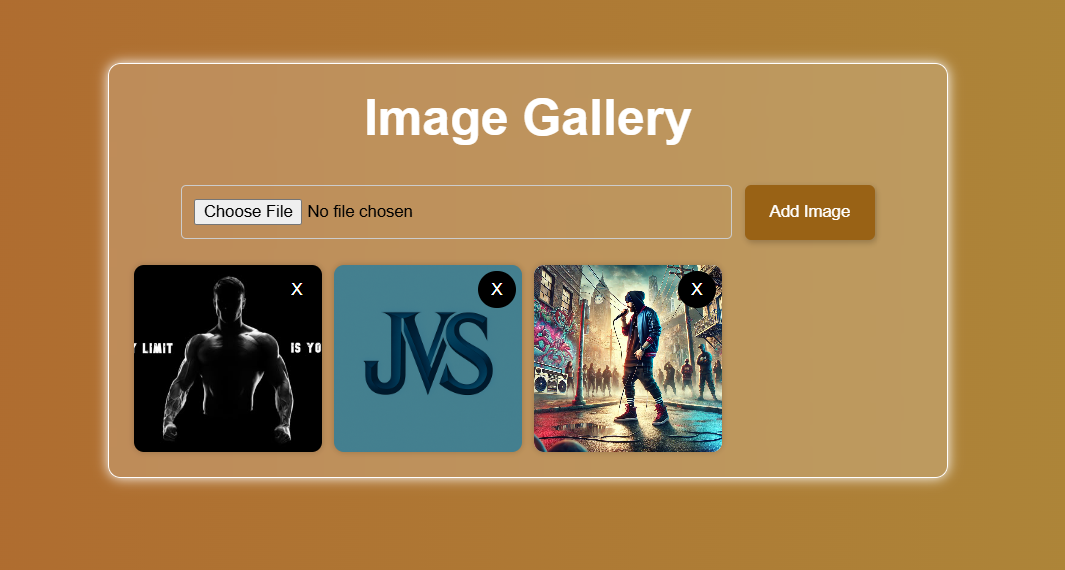 Image Gallery
Choose File No file chosen
Add Image
X
X
X
Y LIMIT
IS YO
JVS